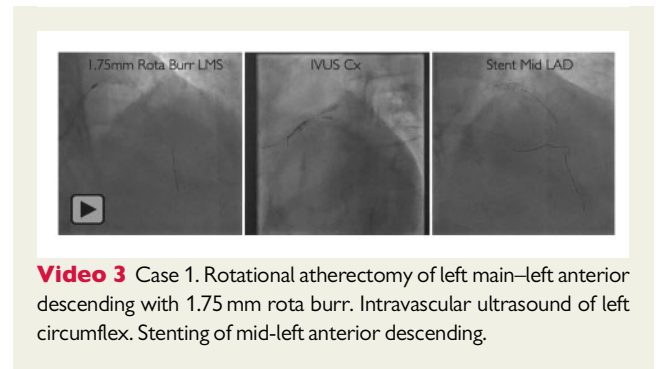 1.75mm Rota Burr LMS
IVUS Cx
Stent Mid LAD
Video 3 Case 1. Rotational atherectomy of left main–left anterior
descending with 1.75 mm rota burr. Intravascular ultrasound of left
circumflex. Stenting of mid-left anterior descending.